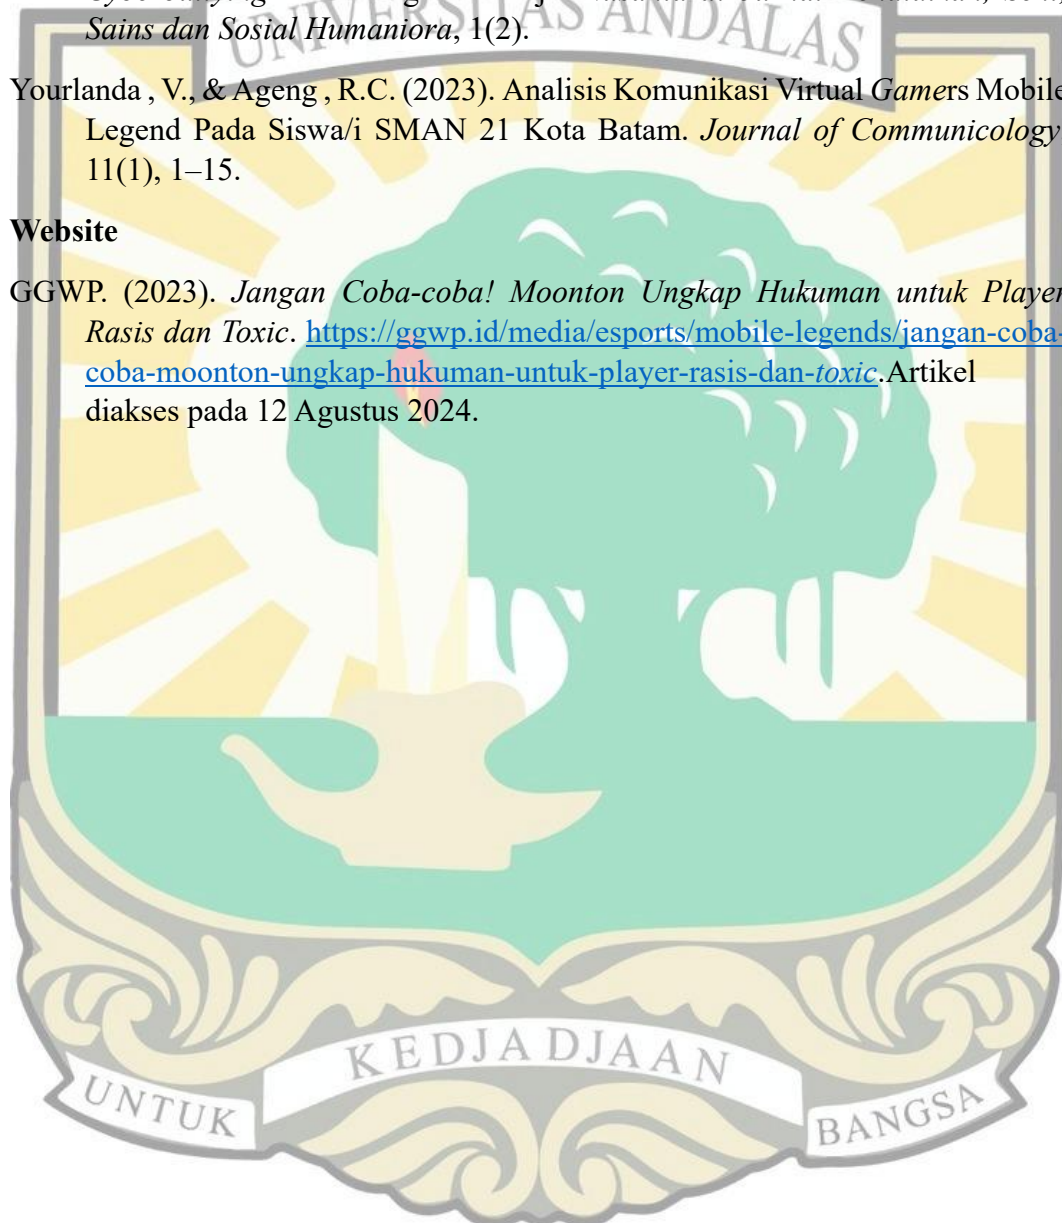 Sains dan Sosial Humaniora, 1(2).
UNIVERSITAS ANDALAS
Yourlanda , V., & Ageng , R.C. (2023). Analisis Komunikasi Virtual Gamers Mobile
Legend Pada Siswa/i SMAN 21 Kota Batam. Journal of Communicology
11(1), 1–15.
Website
GGWP. (2023). Jangan Coba-coba! Moonton Ungkap Hukuman untuk Player
Rasis dan Toxic. https://ggwp.id/media/esports/mobile-legends/jangan-coba-
coba-moonton-ungkap-hukuman-untuk-player-rasis-dan-toxic.Artikel
diakses pada 12 Agustus 2024.
UNTUK KEDJADJAAN BANGSA